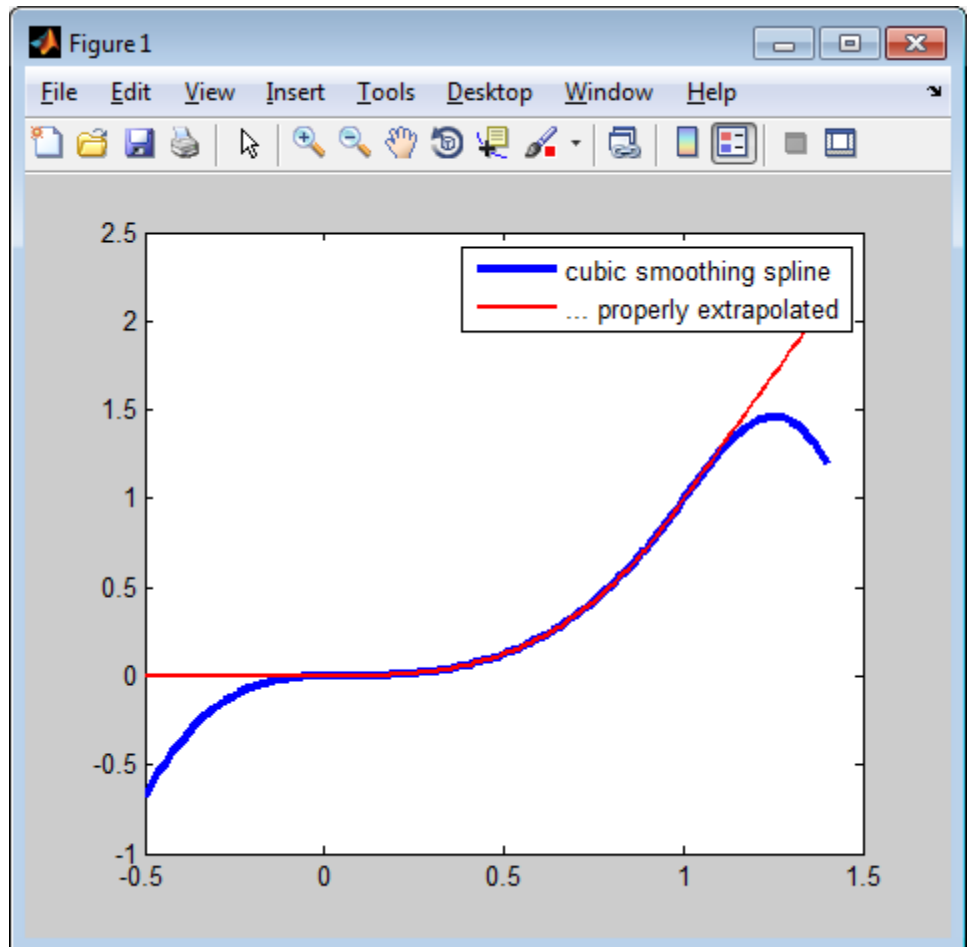 Figure 1
File Edit View Insert Tools Desktop Window Help
2.5
cubic smoothing spline
... properly extrapolated
2
1.5
1
0.5
0
-0.5
-1
-0.5 0 0.5 1 1.5